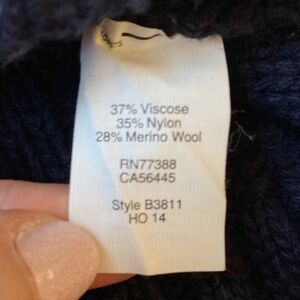 37% Viscose
35% Nylon
28% Merino Wool
RN77388
CA56445
Style B3811
HO 14